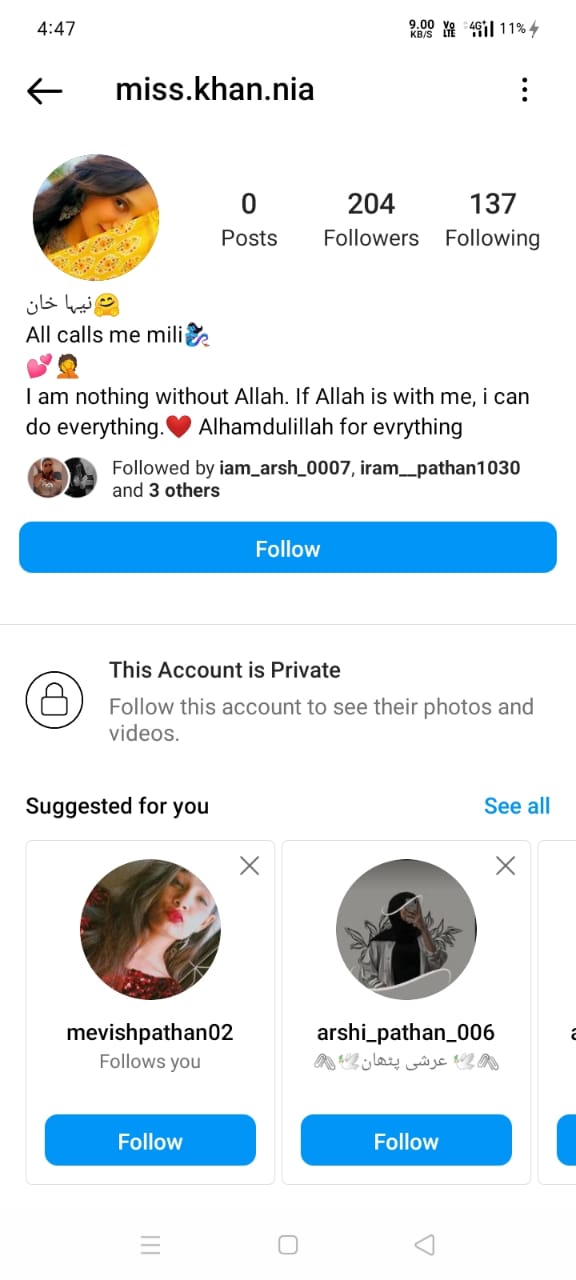 4:47
9.00 KB/S Vo LTE 4G+ 11%
miss.khan.nia
0
Posts
204
Followers
137
Following
نیہا خان🤗
All calls me mili🧞‍♀️
💕🤦
I am nothing without Allah. If Allah is with me, i can
do everything.❤️ Alhamdulillah for evrything
Followed by iam_arsh_0007, iram__pathan1030
and 3 others
Follow
This Account is Private
Follow this account to see their photos and
videos.
Suggested for you
See all
mevishpathan02
Follows you
Follow
arshi_pathan_006
🖇️🕊️عرشی پٹھان🕊️🖇️
Follow